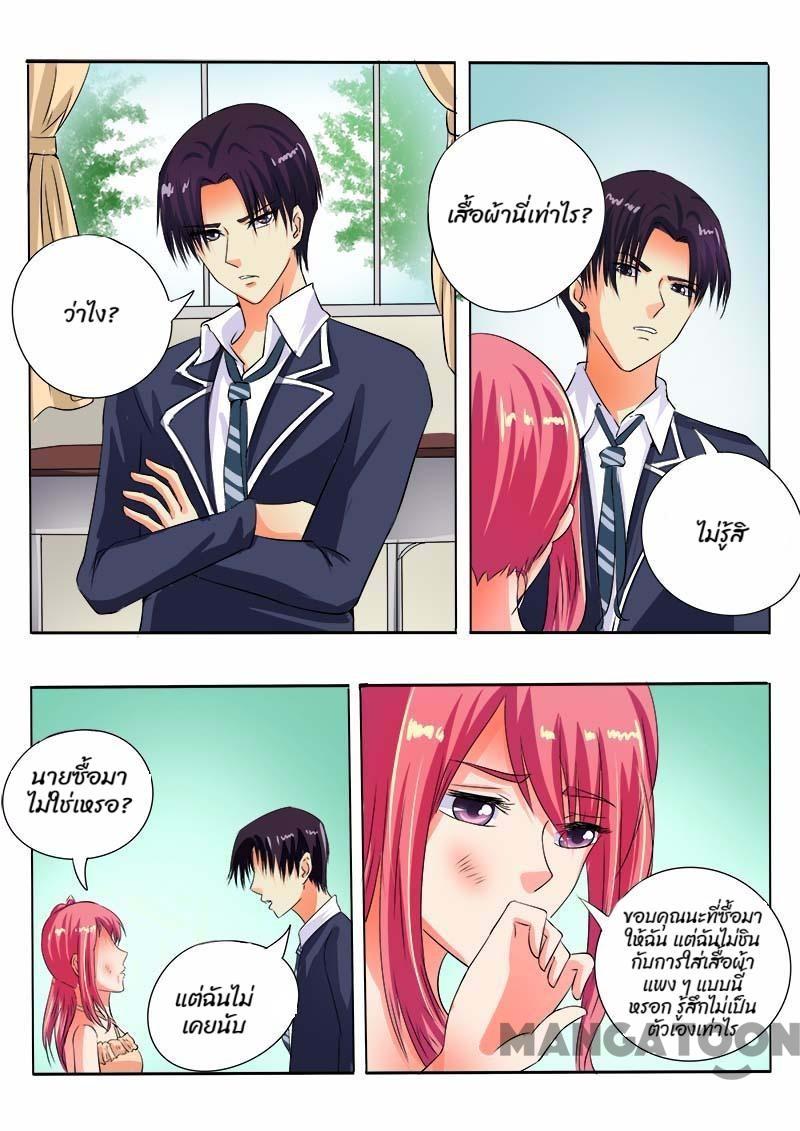 ว่าไง?
เสื้อผ้านี่เท่าไร?
ไม่รู้สิ
นายซื้อมา
ไม่ใช่เหรอ?
แต่ฉันไม่
เคยนับ
ขอบคุณนะที่ซื้อมา
ให้ฉัน แต่ฉันไม่ชิน
กับการใส่เสื้อผ้า
แพง ๆ แบบนี้
หรอก รู้สึกไม่เป็น
ตัวเองเท่าไร
MANGATOON